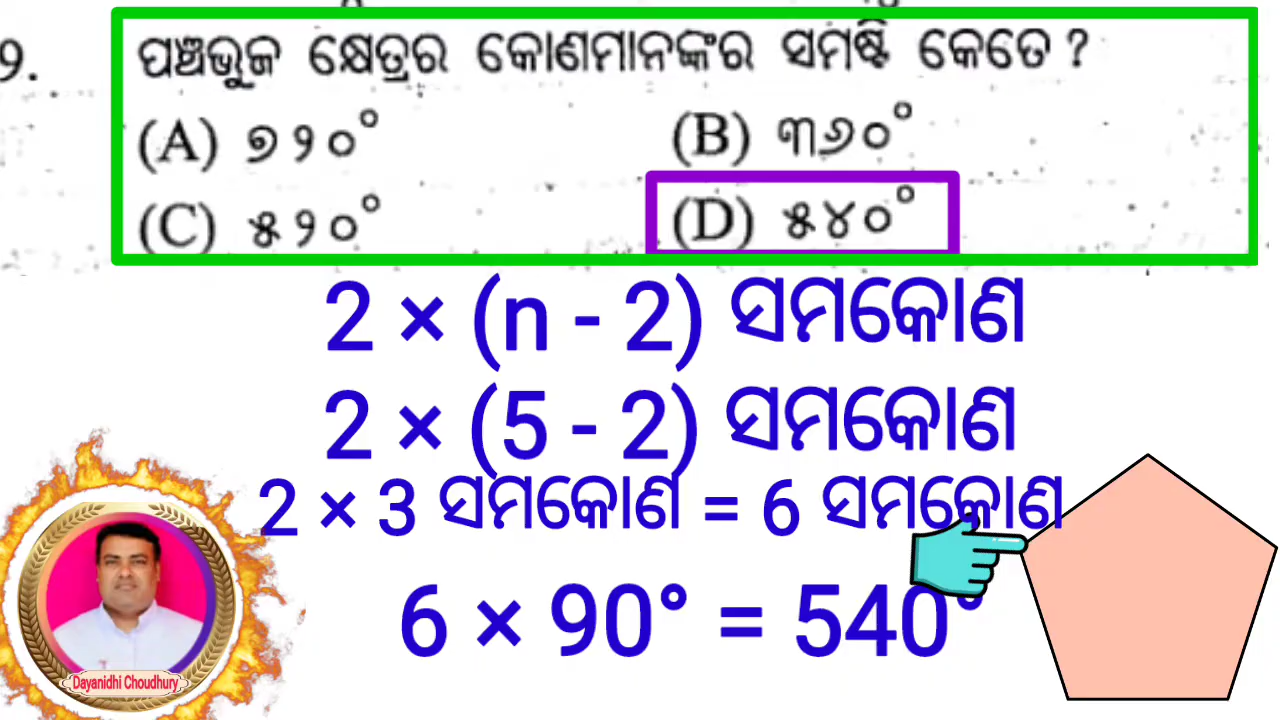 ୨.
ପଞ୍ଚଭୁଜ କ୍ଷେତ୍ରର କୋଣମାନଙ୍କର ସମଷ୍ଟି କେତେ ?
(A) ୭୨୦° (B) ୩୬୦°
(C) ୫୨୦° (D) ୫୪୦°
2 × (n - 2) ସମକୋଣ
2 × (5 - 2) ସମକୋଣ
2 × 3 ସମକୋଣ = 6 ସମକୋଣ
6 × 90° = 540°
Dayanidhi Choudhury